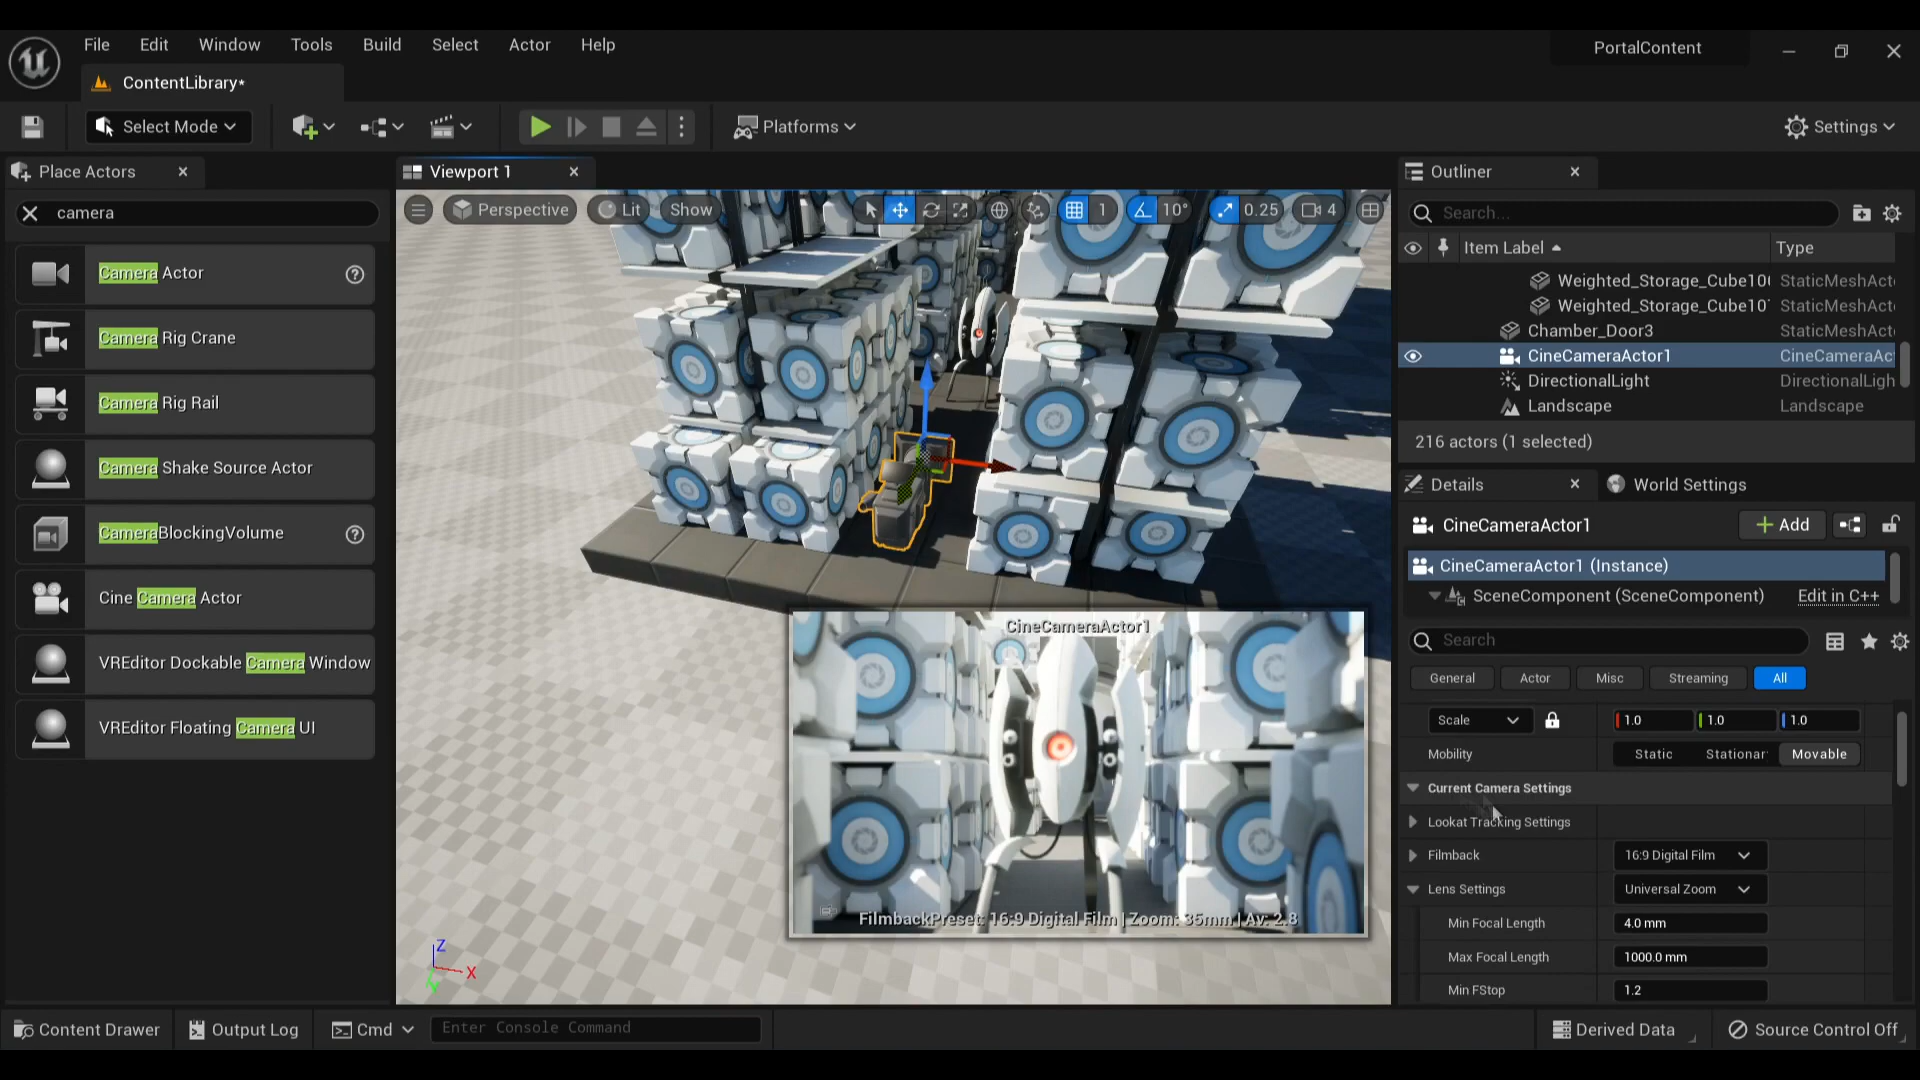 File Edit Window Tools Build Select Actor Help
PortalContent
ContentLibrary*
Select Mode
Platforms
Settings
Place Actors
camera
Camera Actor
Camera Rig Crane
Camera Rig Rail
Camera Shake Source Actor
CameraBlockingVolume
Cine Camera Actor
VREditor Dockable Camera Window
VREditor Floating Camera UI
Viewport 1
Perspective Lit Show 1 10° 0.25 4
CineCameraActor1
FilmbackPreset: 16:9 Digital Film | Zoom: 35mm | Av: 2.8
Z
X
Y
Outliner
Search...
Item Label Type
Weighted_Storage_Cube10 StaticMeshAct
Weighted_Storage_Cube10 StaticMeshAct
Chamber_Door3 StaticMeshAct
CineCameraActor1 CineCameraAc
DirectionalLight DirectionalLigh
Landscape Landscape
216 actors (1 selected)
Details World Settings
CineCameraActor1 + Add
CineCameraActor1 (Instance)
SceneComponent (SceneComponent) Edit in C++
Search
General Actor Misc Streaming All
Scale 1.0 1.0 1.0
Mobility Static Stationar Movable
Current Camera Settings
Lookat Tracking Settings
Filmback 16:9 Digital Film
Lens Settings Universal Zoom
Min Focal Length 4.0 mm
Max Focal Length 1000.0 mm
Min FStop 1.2
Content Drawer Output Log Cmd Enter Console Command
Derived Data Source Control Off